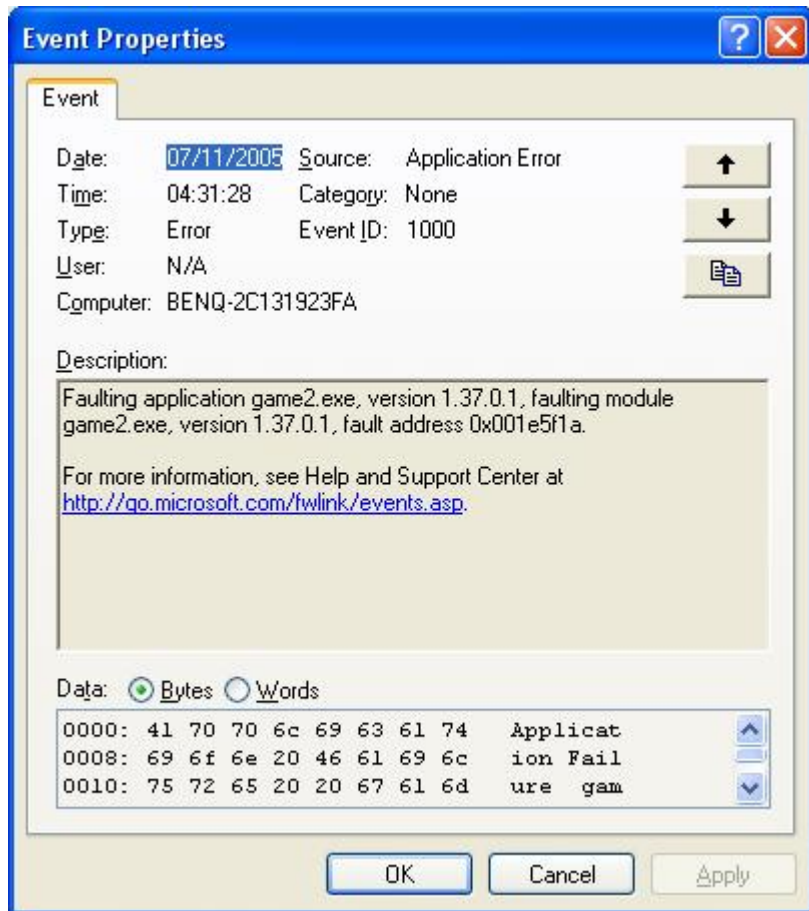 Event Properties
Event
Date: 07/11/2005 Source: Application Error
Time: 04:31:28 Category: None
Type: Error Event ID: 1000
User: N/A
Computer: BENQ-2C131923FA
Description:
Faulting application game2.exe, version 1.37.0.1, faulting module
game2.exe, version 1.37.0.1, fault address 0x001e5f1a.
For more information, see Help and Support Center at
http://go.microsoft.com/fwlink/events.asp.
Data: Bytes Words
0000: 41 70 70 6c 69 63 61 74 Applicat
0008: 69 6f 6e 20 46 61 69 6c ion Fail
0010: 75 72 65 20 20 67 61 6d ure  gam
OK Cancel Apply